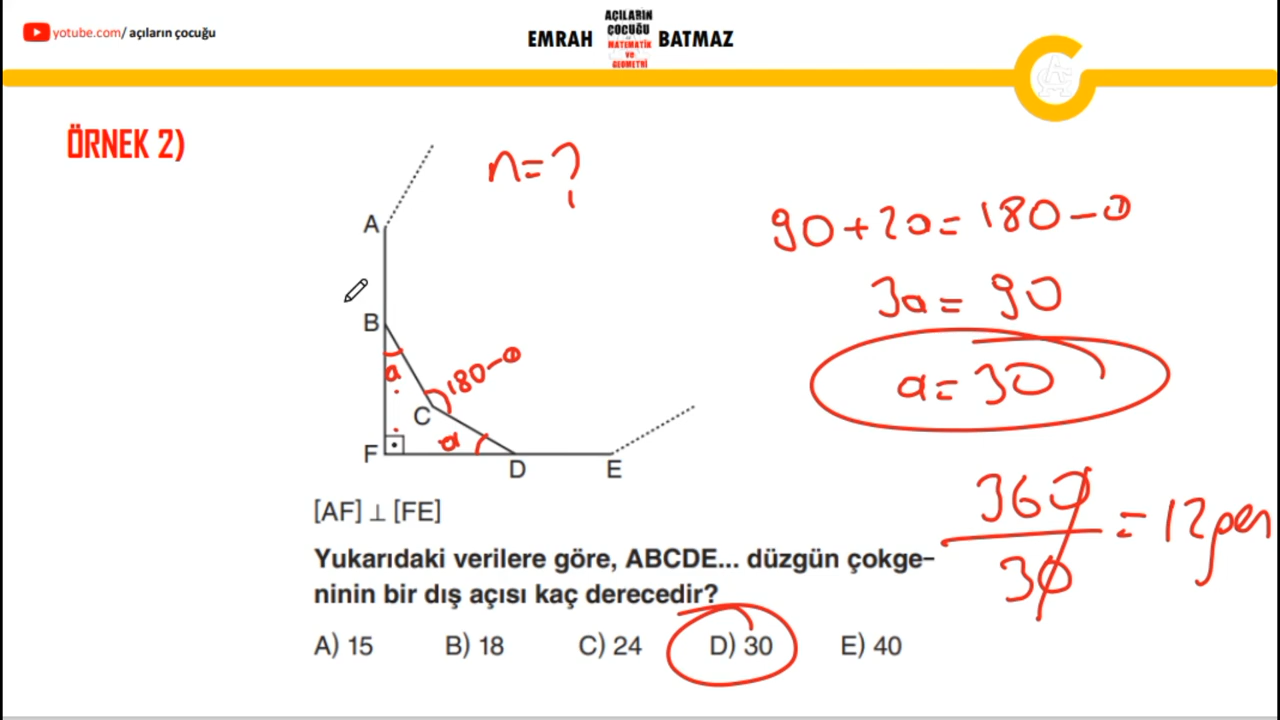 yotube.com/ açıların çocuğu
EMRAH
AÇILARIN
ÇOCUĞU
MATEMATİK
ve
GEOMETRİ
BATMAZ
ÖRNEK 2)
n=?
A
B
C
F
D
E
a
a
180-a
90+2a=180-a
3a=90
a=30
360
30
=12gen
[AF] ⊥ [FE]
Yukarıdaki verilere göre, ABCDE... düzgün çokge-
ninin bir dış açısı kaç derecedir?
A) 15 B) 18 C) 24 D) 30 E) 40